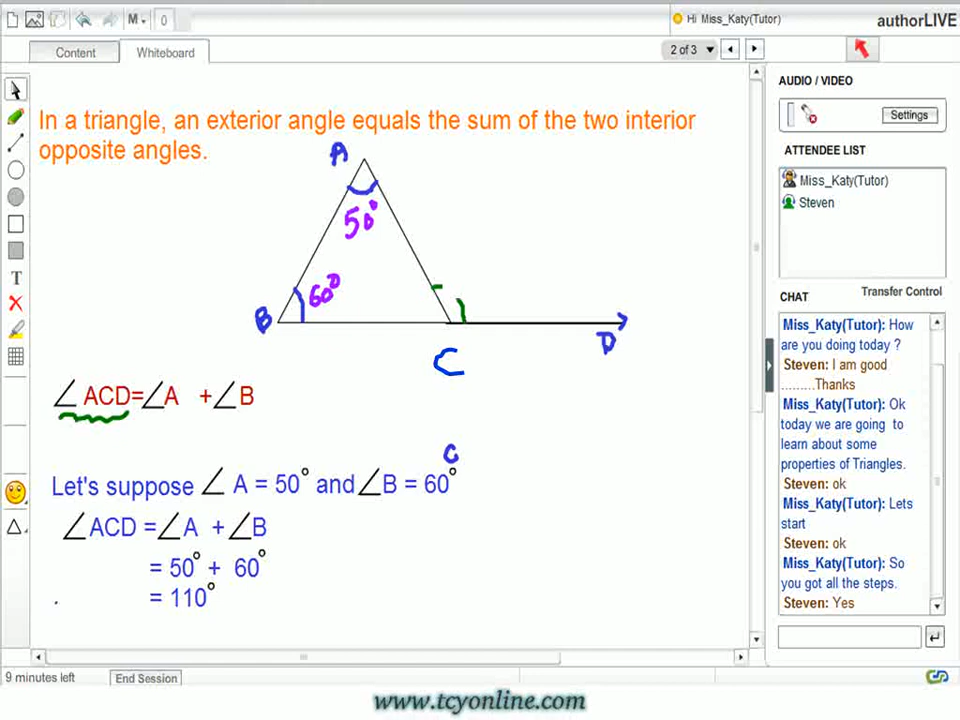 M
0
Hi Miss_Katy(Tutor)
authorLIVE
Content
Whiteboard
2 of 3
In a triangle, an exterior angle equals the sum of the two interior
opposite angles.
A
50°
60°
B
C
D
∠ ACD=∠A +∠B
C
Let's suppose ∠ A = 50° and ∠B = 60°
∠ACD =∠A +∠B
= 50° + 60°
= 110°
T
AUDIO / VIDEO
Settings
ATTENDEE LIST
Miss_Katy(Tutor)
Steven
CHAT
Transfer Control
Miss_Katy(Tutor): How
are you doing today ?
Steven: I am good
.........Thanks
Miss_Katy(Tutor): Ok
today we are going to
learn about some
properties of Triangles.
Steven: ok
Miss_Katy(Tutor): Lets
start
Steven: ok
Miss_Katy(Tutor): So
you got all the steps.
Steven: Yes
9 minutes left
End Session
www.tcyonline.com